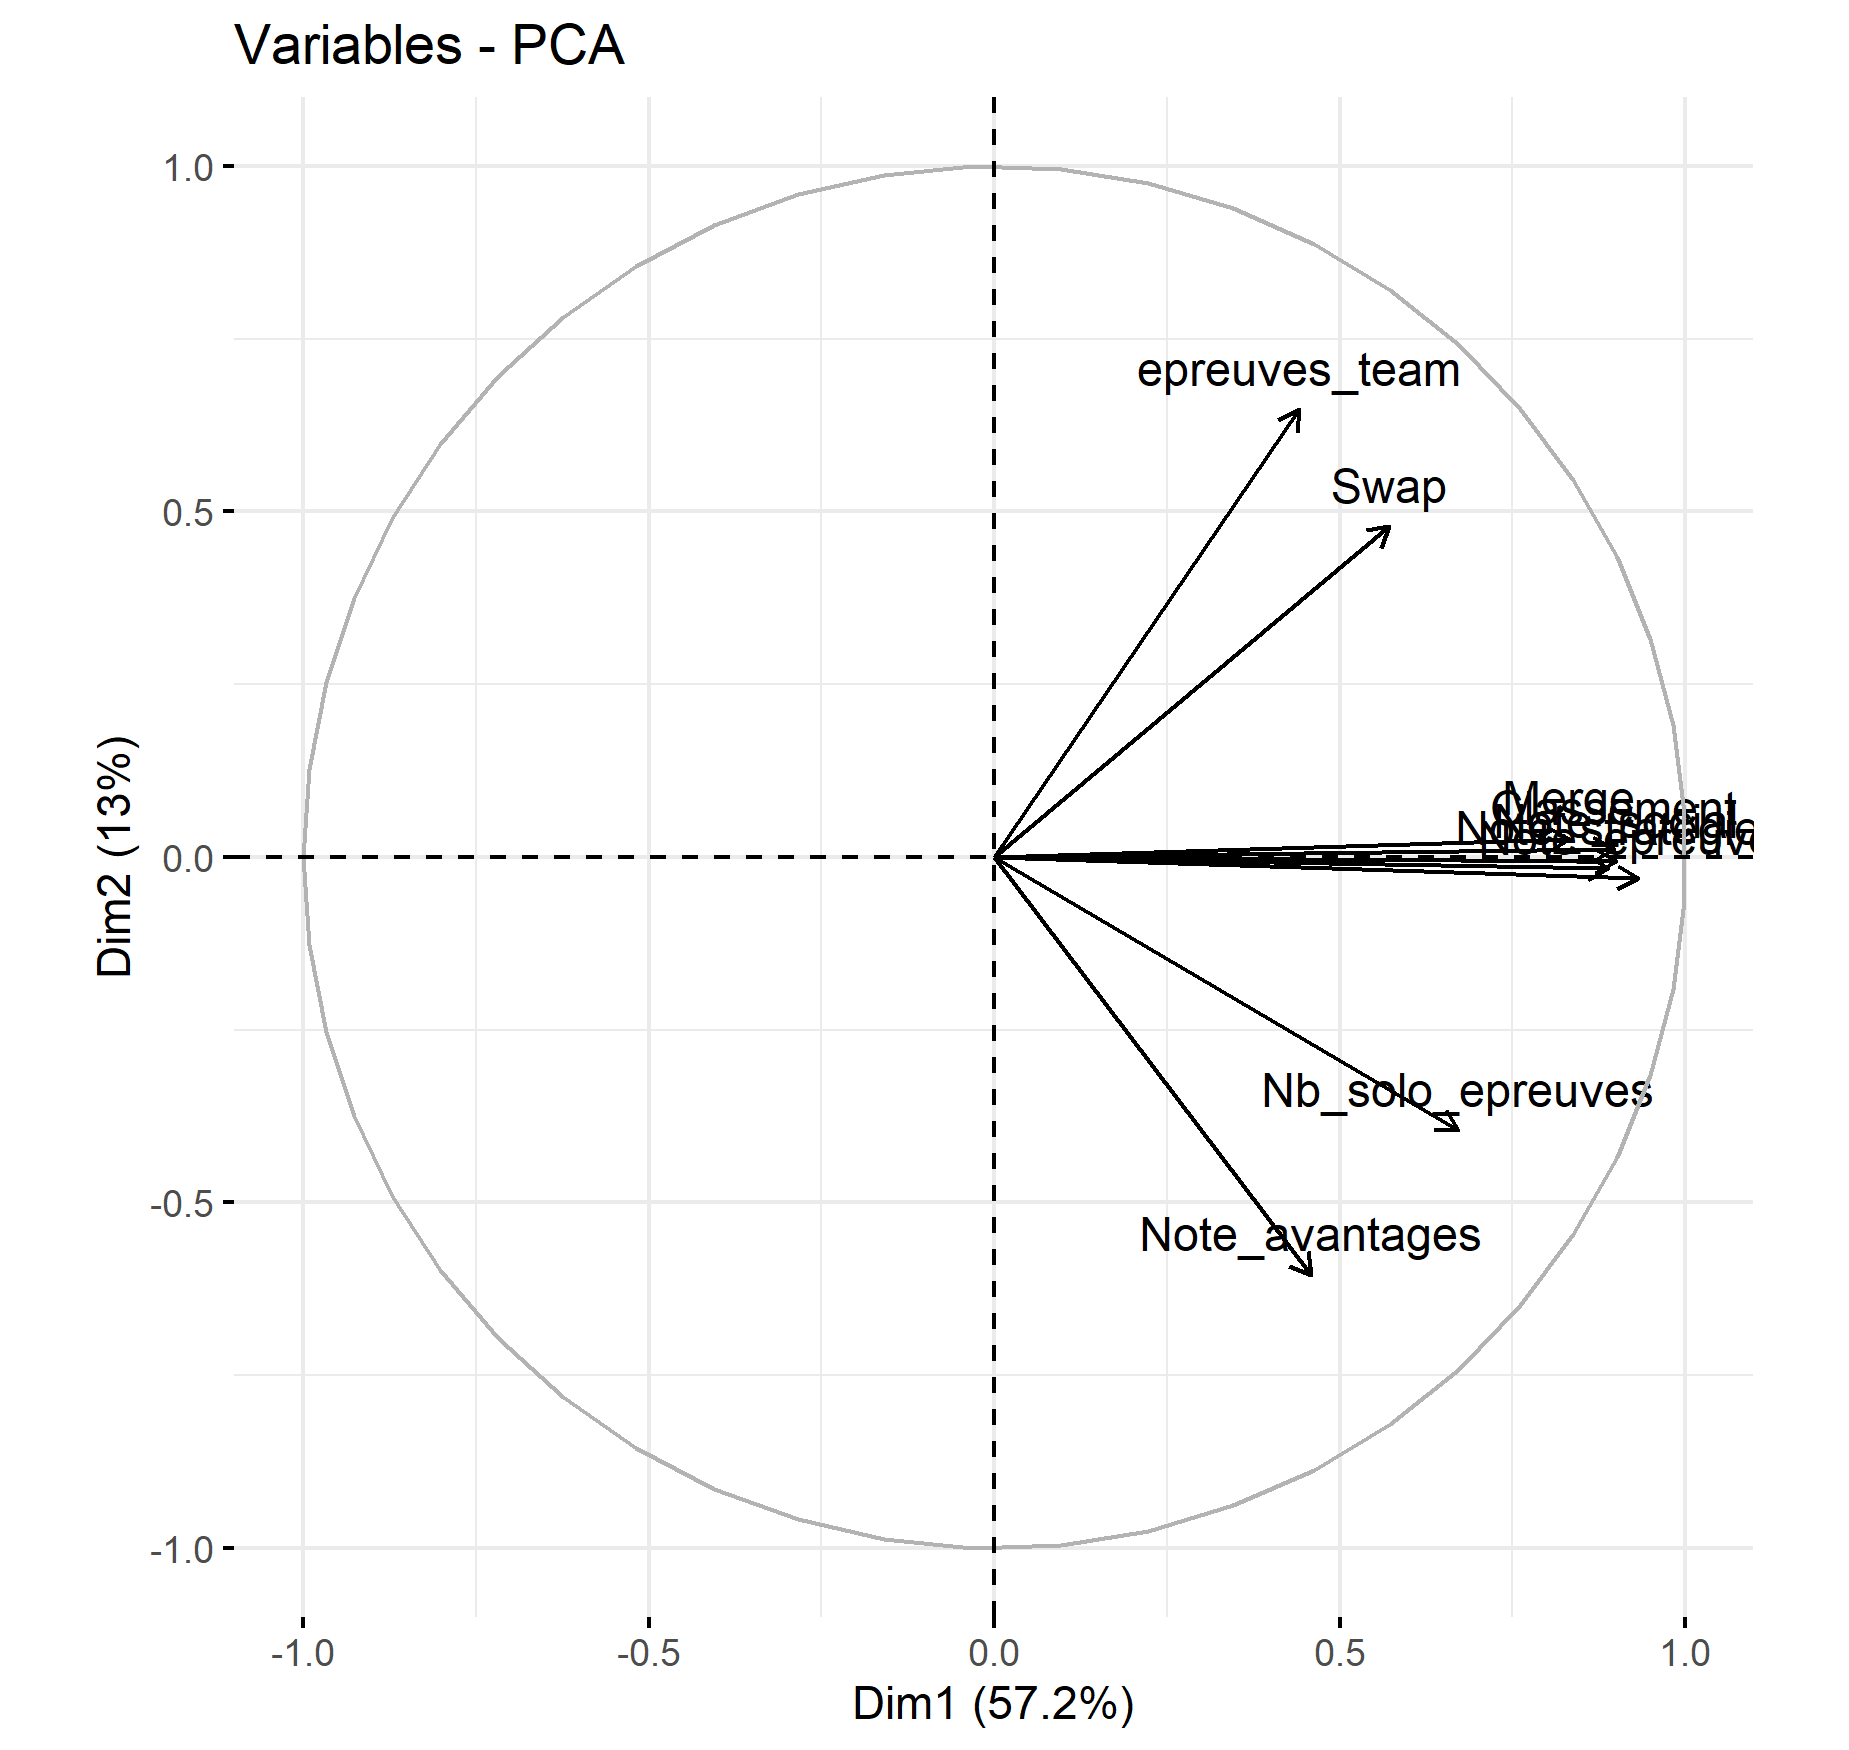 Variables - PCA
1.0
epreuves_team
Swap
0.5
Merge
Classement
0.0
Nb_solo_epreuves
-0.5
Note_avantages
-1.0
Dim2 (13%)
-1.0
-0.5
0.0
0.5
1.0
Dim1 (57.2%)